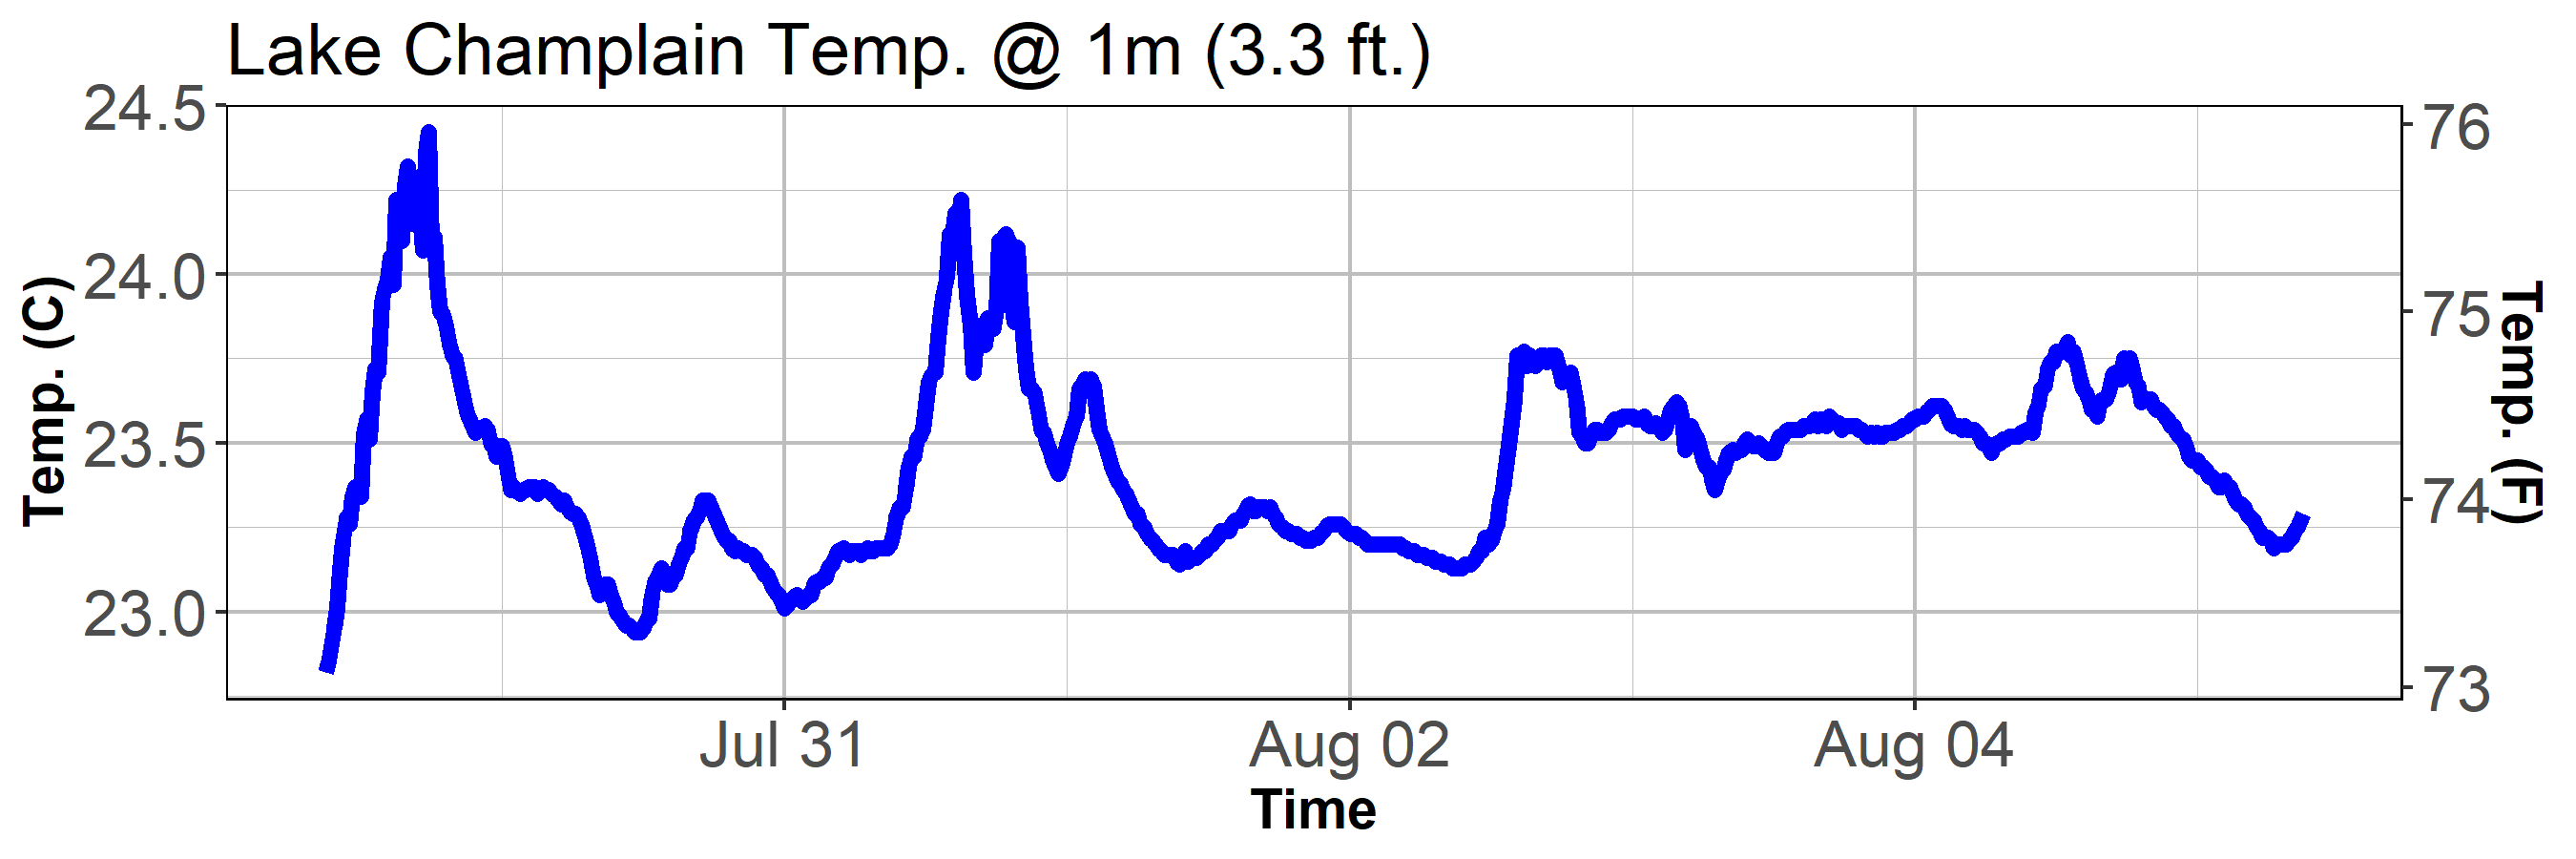 Lake Champlain Temp. @ 1m (3.3 ft.)
24.5
24.0
23.5
23.0
Temp. (C)
76
75
74
73
Temp. (F)
Jul 31
Aug 02
Aug 04
Time